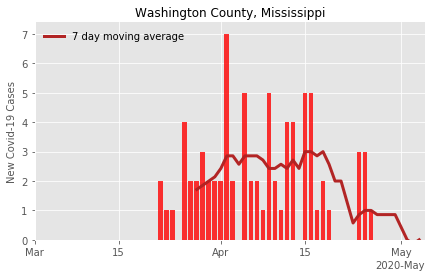 Washington County, Mississippi
7 day moving average
New Covid-19 Cases
7
6
5
4
3
2
1
0
Mar 15 Apr 15 May
2020-May